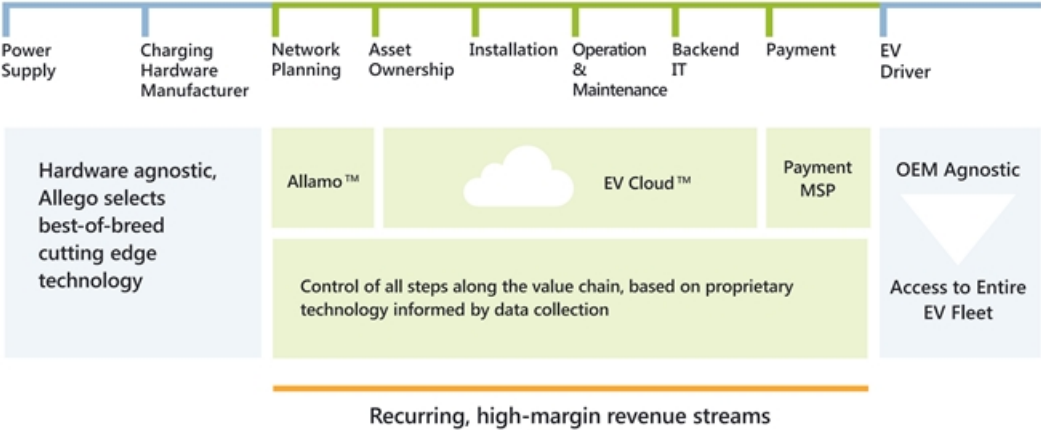 Power
Supply
Charging
Hardware
Manufacturer
Network
Planning
Asset
Ownership
Installation
Operation
&
Maintenance
Backend
IT
Payment
EV
Driver
Hardware agnostic,
Allego selects
best-of-breed
cutting edge
technology
Allamo™
EV Cloud™
Payment
MSP
OEM Agnostic
Access to Entire
EV Fleet
Control of all steps along the value chain, based on proprietary
technology informed by data collection
Recurring, high-margin revenue streams